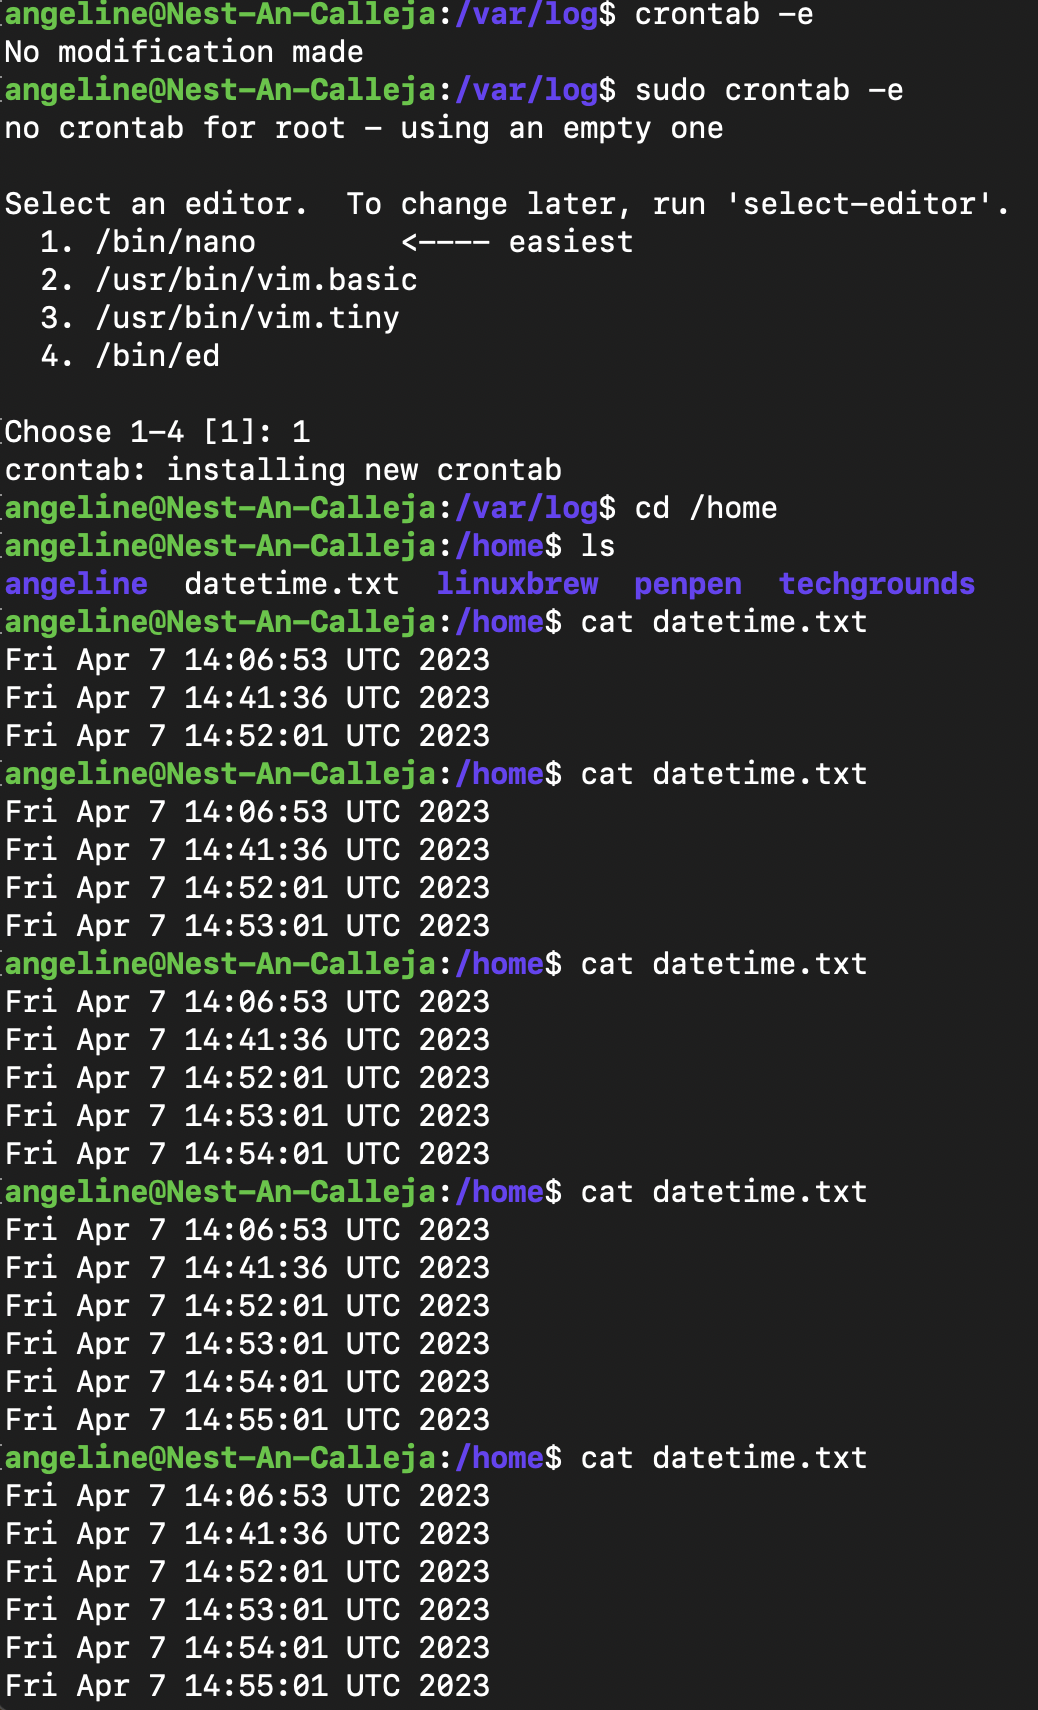 angeline@Nest-An-Calleja:/var/log$ crontab -e
No modification made
angeline@Nest-An-Calleja:/var/log$ sudo crontab -e
no crontab for root - using an empty one

Select an editor.  To change later, run 'select-editor'.
  1. /bin/nano        <---- easiest
  2. /usr/bin/vim.basic
  3. /usr/bin/vim.tiny
  4. /bin/ed

Choose 1-4 [1]: 1
crontab: installing new crontab
angeline@Nest-An-Calleja:/var/log$ cd /home
angeline@Nest-An-Calleja:/home$ ls
angeline  datetime.txt  linuxbrew  penpen  techgrounds
angeline@Nest-An-Calleja:/home$ cat datetime.txt
Fri Apr 7 14:06:53 UTC 2023
Fri Apr 7 14:41:36 UTC 2023
Fri Apr 7 14:52:01 UTC 2023
angeline@Nest-An-Calleja:/home$ cat datetime.txt
Fri Apr 7 14:06:53 UTC 2023
Fri Apr 7 14:41:36 UTC 2023
Fri Apr 7 14:52:01 UTC 2023
Fri Apr 7 14:53:01 UTC 2023
angeline@Nest-An-Calleja:/home$ cat datetime.txt
Fri Apr 7 14:06:53 UTC 2023
Fri Apr 7 14:41:36 UTC 2023
Fri Apr 7 14:52:01 UTC 2023
Fri Apr 7 14:53:01 UTC 2023
Fri Apr 7 14:54:01 UTC 2023
angeline@Nest-An-Calleja:/home$ cat datetime.txt
Fri Apr 7 14:06:53 UTC 2023
Fri Apr 7 14:41:36 UTC 2023
Fri Apr 7 14:52:01 UTC 2023
Fri Apr 7 14:53:01 UTC 2023
Fri Apr 7 14:54:01 UTC 2023
Fri Apr 7 14:55:01 UTC 2023
angeline@Nest-An-Calleja:/home$ cat datetime.txt
Fri Apr 7 14:06:53 UTC 2023
Fri Apr 7 14:41:36 UTC 2023
Fri Apr 7 14:52:01 UTC 2023
Fri Apr 7 14:53:01 UTC 2023
Fri Apr 7 14:54:01 UTC 2023
Fri Apr 7 14:55:01 UTC 2023